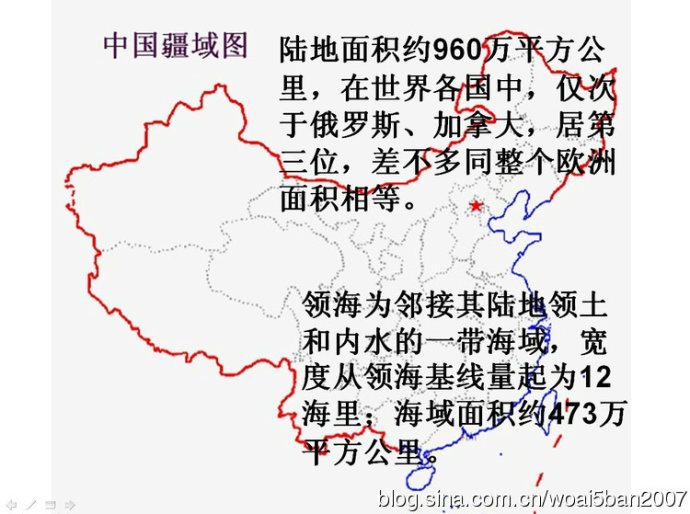 中国疆域图
陆地面积约960万平方公
里，在世界各国中，仅次
于俄罗斯、加拿大，居第
三位，差不多同整个欧洲
面积相等。
领海为邻接其陆地领土
和内水的一带海域，宽
度从领海基线量起为12
海里；海域面积约473万
平方公里。
blog.sina.com.cn/woai5ban2007